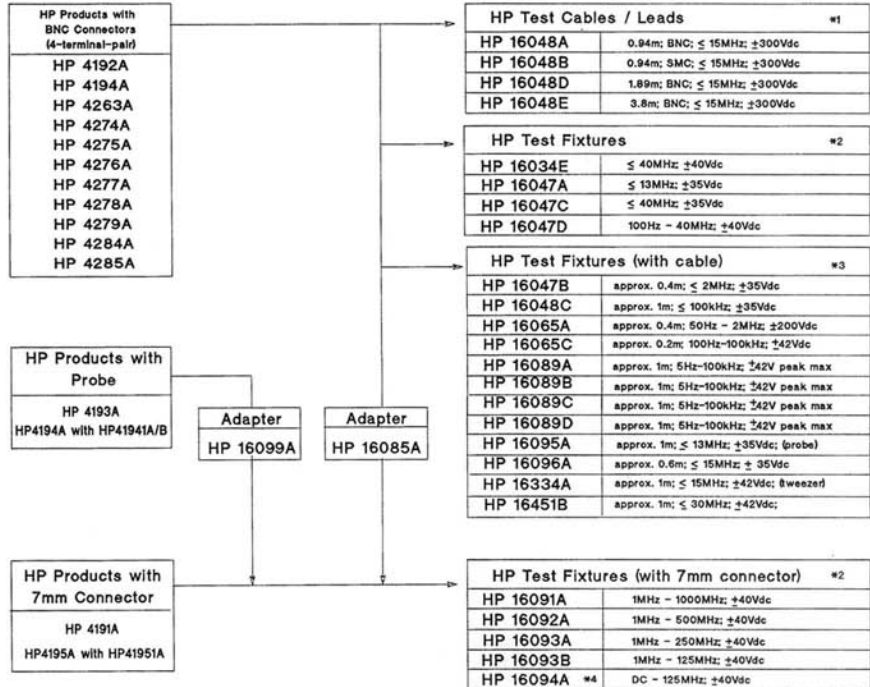 HP Products with
BNC Connectors
(4-terminal-pair)
HP 4192A
HP 4194A
HP 4263A
HP 4274A
HP 4275A
HP 4276A
HP 4277A
HP 4278A
HP 4279A
HP 4284A
HP 4285A
HP Products with
Probe
HP 4193A
HP4194A with HP41941A/B
Adapter
HP 16099A
Adapter
HP 16085A
HP Products with
7mm Connector
HP 4191A
HP4195A with HP41951A
HP Test Cables / Leads *1
HP 16048A 0.94m; BNC; ≤ 15MHz; ±300Vdc
HP 16048B 0.94m; SMC; ≤ 15MHz; ±300Vdc
HP 16048D 1.89m; BNC; ≤ 15MHz; ±300Vdc
HP 16048E 3.8m; BNC; ≤ 15MHz; ±300Vdc
HP Test Fixtures *2
HP 16034E ≤ 40MHz; ±40Vdc
HP 16047A ≤ 13MHz; ±35Vdc
HP 16047C ≤ 40MHz; ±35Vdc
HP 16047D 100Hz - 40MHz; ±40Vdc
HP Test Fixtures (with cable) *3
HP 16047B approx. 0.4m; ≤ 2MHz; ±35Vdc
HP 16048C approx. 1m; ≤ 100kHz; ±35Vdc
HP 16065A approx. 0.4m; 50Hz - 2MHz; ±200Vdc
HP 16065C approx. 0.2m; 100Hz-100kHz; ±42Vdc
HP 16089A approx. 1m; 5Hz-100kHz; ±42V peak max
HP 16089B approx. 1m; 5Hz-100kHz; ±42V peak max
HP 16089C approx. 1m; 5Hz-100kHz; ±42V peak max
HP 16089D approx. 1m; 5Hz-100kHz; ±42V peak max
HP 16095A approx. 1m; ≤ 13MHz; ±35Vdc; (probe)
HP 16096A approx. 0.6m; ≤ 15MHz; ± 35Vdc
HP 16334A approx. 1m; ≤ 15MHz; ±42Vdc; (tweezer)
HP 16451B approx. 1m; ≤ 30MHz; ±42Vdc;
HP Test Fixtures (with 7mm connector) *2
HP 16091A 1MHz - 1000MHz; ±40Vdc
HP 16092A 1MHz - 500MHz; ±40Vdc
HP 16093A 1MHz - 250MHz; ±40Vdc
HP 16093B 1MHz - 125MHz; ±40Vdc
HP 16094A *4 DC - 125MHz; ±40Vdc